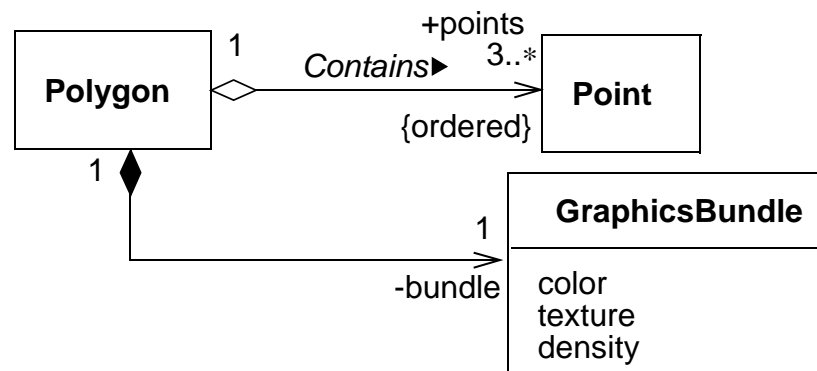 +points
1
3..*
Contains▶
Polygon
Point
{ordered}
1
GraphicsBundle
1
-bundle
color
texture
density